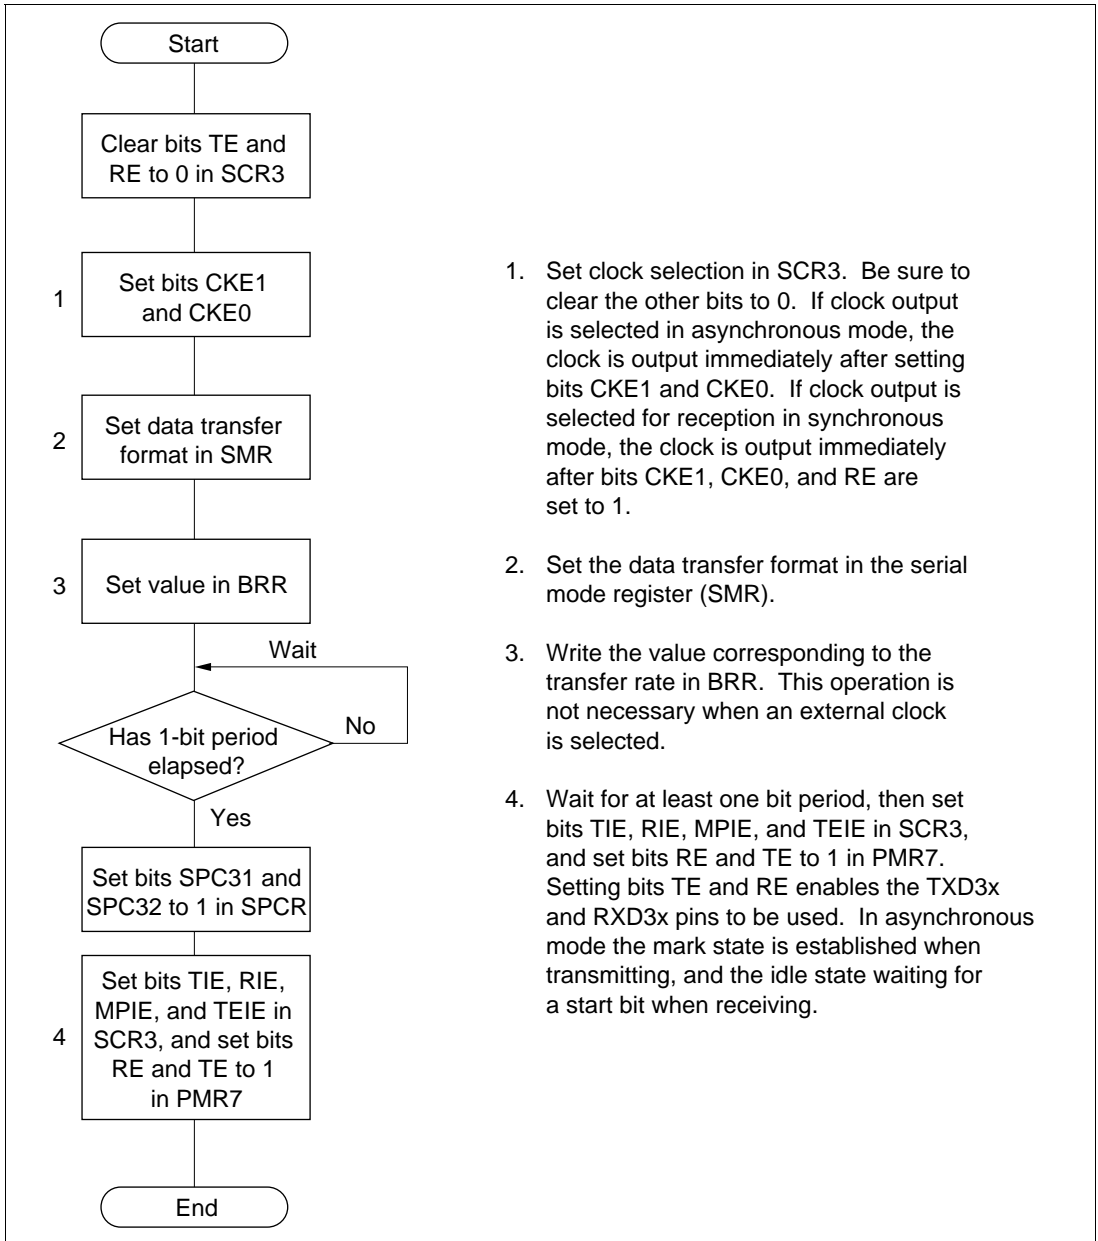 Start
Clear bits TE and
RE to 0 in SCR3
1
Set bits CKE1
and CKE0
2
Set data transfer
format in SMR
3
Set value in BRR
Wait
Has 1-bit period
elapsed?
No
Yes
Set bits SPC31 and
SPC32 to 1 in SPCR
4
Set bits TIE, RIE,
MPIE, and TEIE in
SCR3, and set bits
RE and TE to 1
in PMR7
End
1. Set clock selection in SCR3. Be sure to
clear the other bits to 0. If clock output
is selected in asynchronous mode, the
clock is output immediately after setting
bits CKE1 and CKE0. If clock output is
selected for reception in synchronous
mode, the clock is output immediately
after bits CKE1, CKE0, and RE are
set to 1.
2. Set the data transfer format in the serial
mode register (SMR).
3. Write the value corresponding to the
transfer rate in BRR. This operation is
not necessary when an external clock
is selected.
4. Wait for at least one bit period, then set
bits TIE, RIE, MPIE, and TEIE in SCR3,
and set bits RE and TE to 1 in PMR7.
Setting bits TE and RE enables the TXD3x
and RXD3x pins to be used. In asynchronous
mode the mark state is established when
transmitting, and the idle state waiting for
a start bit when receiving.